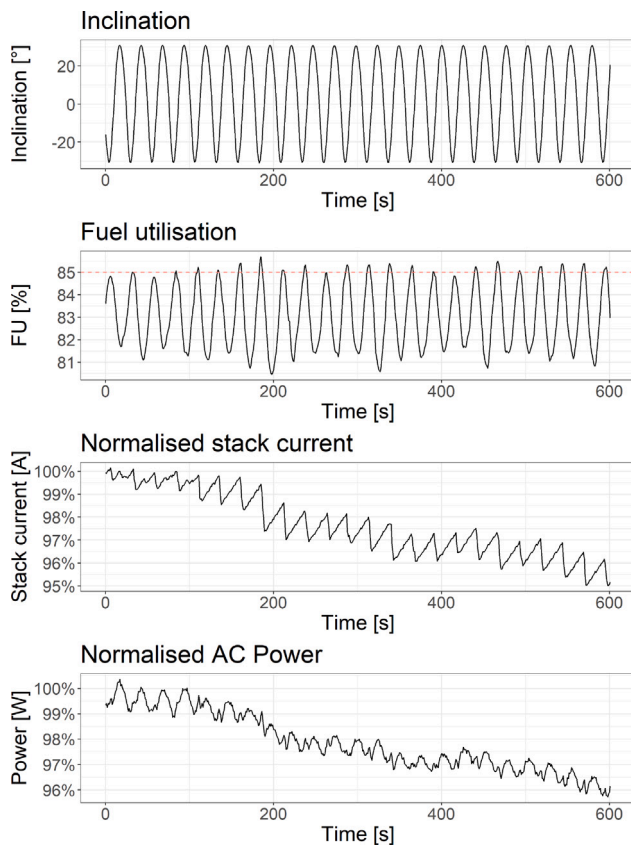 Inclination
Inclination [°]
20
0
-20
0
200
400
600
Time [s]
Fuel utilisation
FU [%]
85
84
83
82
81
0
200
400
600
Time [s]
Normalised stack current
Stack current [A]
100%
99%
98%
97%
96%
95%
0
200
400
600
Time [s]
Normalised AC Power
Power [W]
100%
99%
98%
97%
96%
0
200
400
600
Time [s]